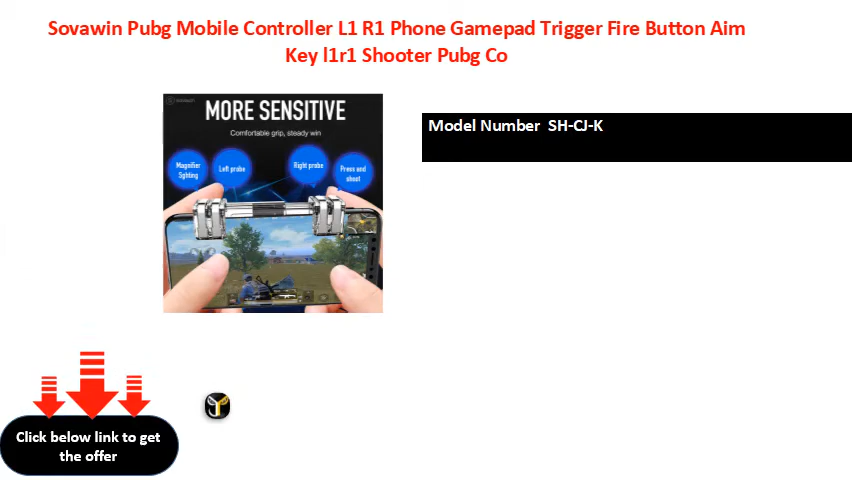 Sovawin Pubg Mobile Controller L1 R1 Phone Gamepad Trigger Fire Button Aim
Key l1r1 Shooter Pubg Co
MORE SENSITIVE
Comfortable grip, steady win
Magnifier
Sighting
Left probe
Right probe
Press and
shoot
Model Number SH-CJ-K
Click below link to get
the offer